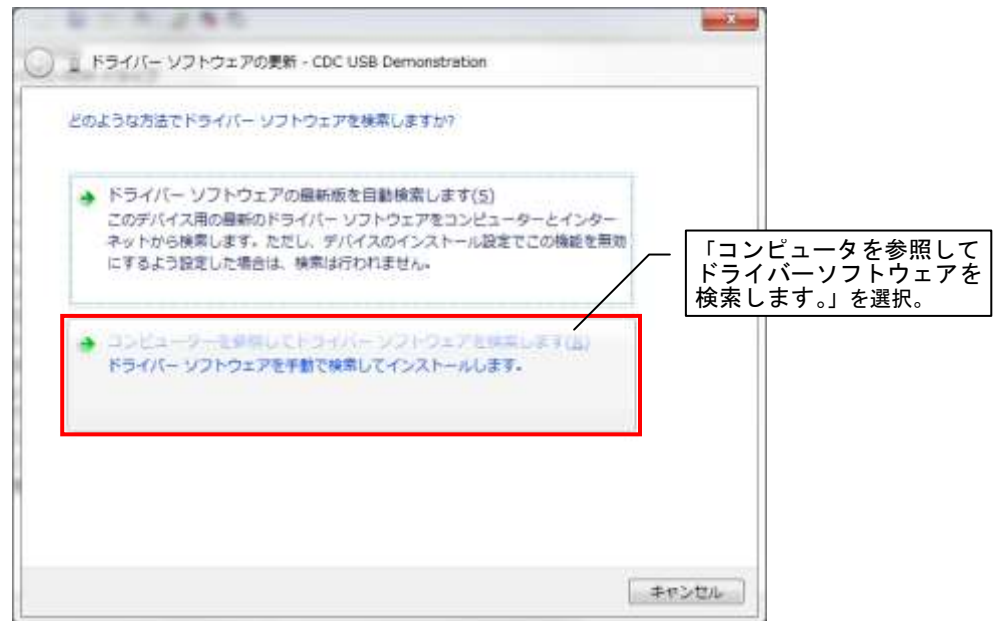 ドライバー ソフトウェアの更新 - CDC USB Demonstration
どのような方法でドライバー ソフトウェアを検索しますか?
ドライバー ソフトウェアの最新版を自動検索します(S)
このデバイス用の最新のドライバー ソフトウェアをコンピューターとインター
ネットから検索します。ただし、デバイスのインストール設定でこの機能を無効
にするよう設定した場合は、検索は行われません。
「コンピュータを参照して
ドライバーソフトウェアを
検索します。」を選択。
コンピューターを参照してドライバー ソフトウェアを検索します(R)
ドライバー ソフトウェアを手動で検索してインストールします。
キャンセル